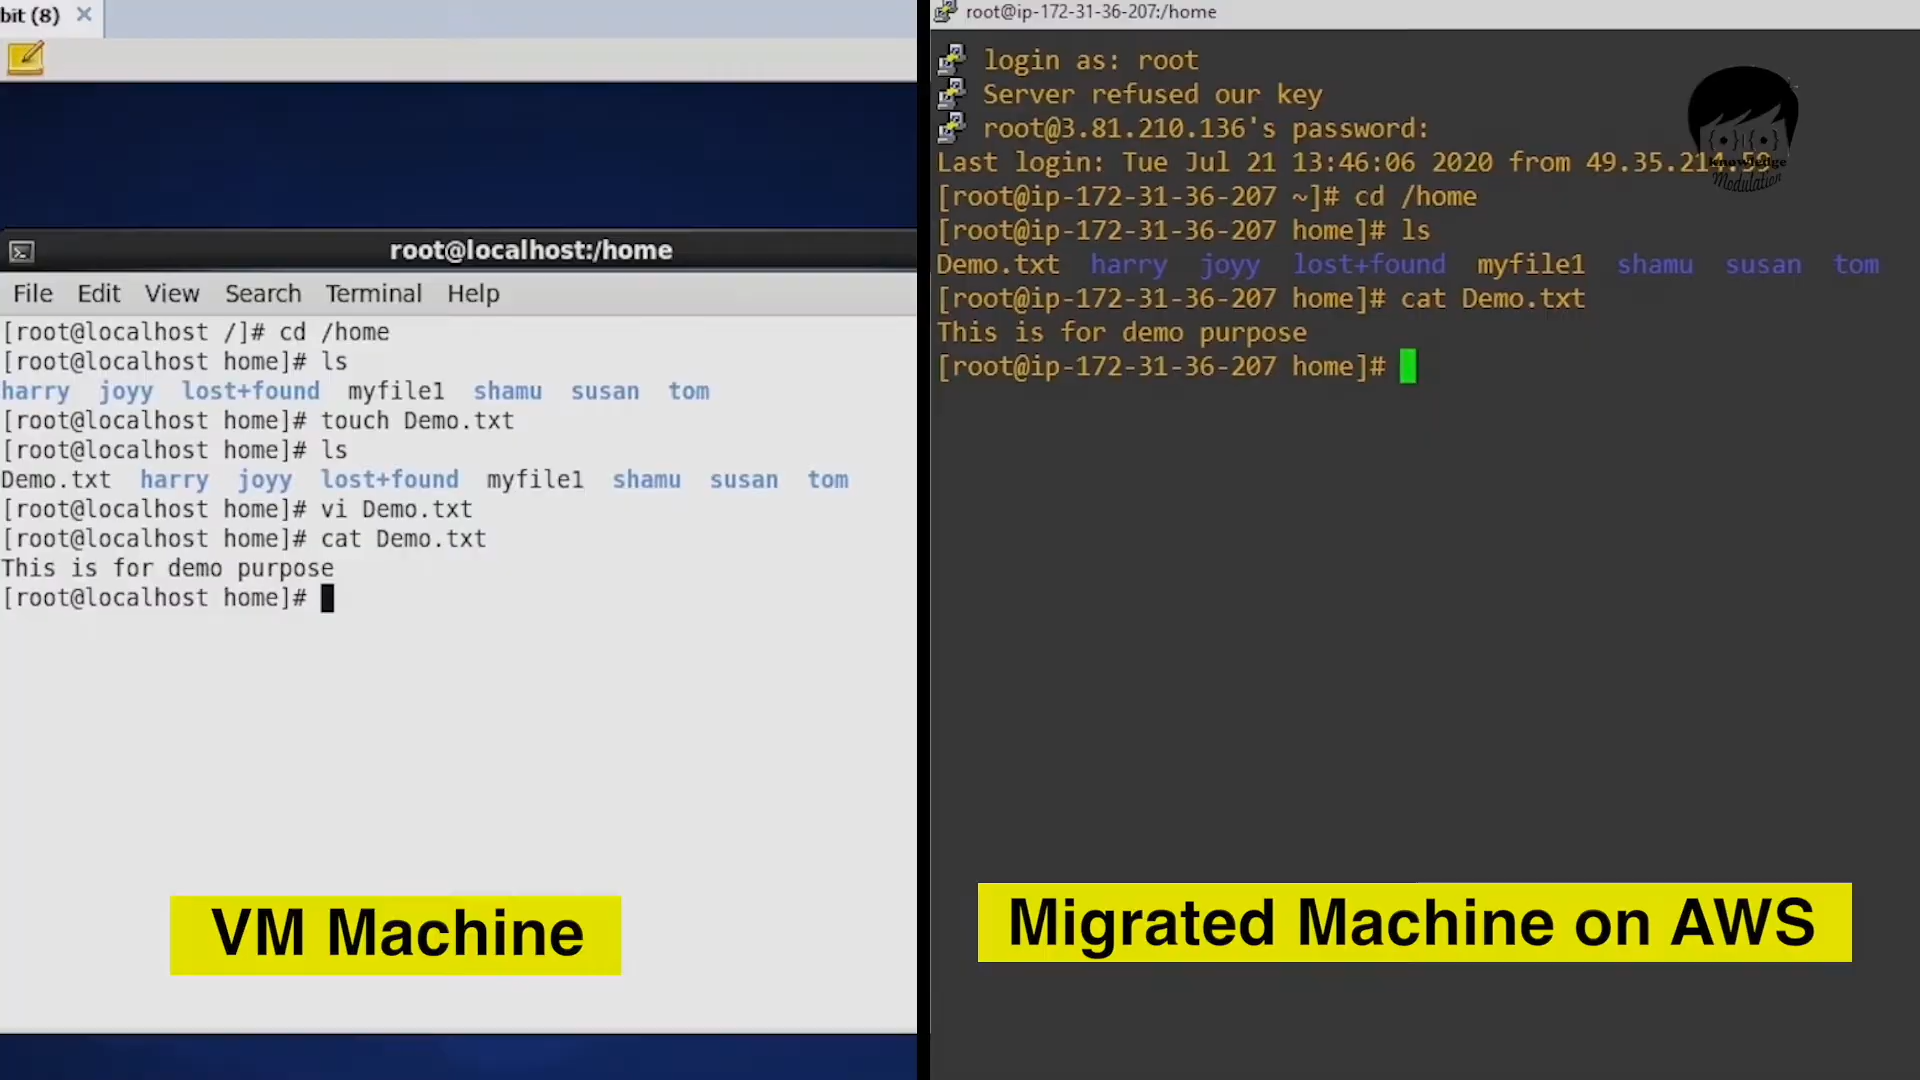 bit (8)
root@localhost:/home
File Edit View Search Terminal Help
[root@localhost /]# cd /home
[root@localhost home]# ls
harry joyy lost+found myfile1 shamu susan tom
[root@localhost home]# touch Demo.txt
[root@localhost home]# ls
Demo.txt harry joyy lost+found myfile1 shamu susan tom
[root@localhost home]# vi Demo.txt
[root@localhost home]# cat Demo.txt
This is for demo purpose
[root@localhost home]#
VM Machine
root@ip-172-31-36-207:/home
login as: root
Server refused our key
root@3.81.210.136's password:
Last login: Tue Jul 21 13:46:06 2020 from
[root@ip-172-31-36-207 ~]# cd /home
[root@ip-172-31-36-207 home]# ls
Demo.txt harry joyy lost+found myfile1 shamu susan tom
[root@ip-172-31-36-207 home]# cat Demo.txt
This is for demo purpose
[root@ip-172-31-36-207 home]#
knowledge
Modulation
Migrated Machine on AWS